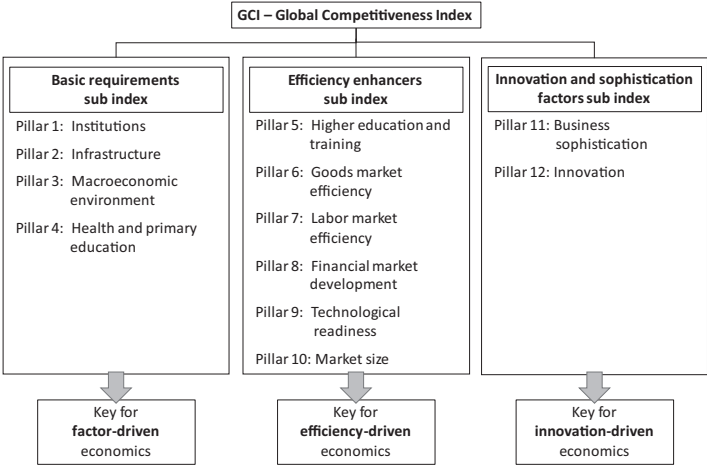 GCI – Global Competitiveness Index
Basic requirements
sub index
Pillar 1: Institutions
Pillar 2: Infrastructure
Pillar 3: Macroeconomic
environment
Pillar 4: Health and primary
education
Key for
factor-driven
economics
Efficiency enhancers
sub index
Pillar 5: Higher education and
training
Pillar 6: Goods market
efficiency
Pillar 7: Labor market
efficiency
Pillar 8: Financial market
development
Pillar 9: Technological
readiness
Pillar 10: Market size
Key for
efficiency-driven
economics
Innovation and sophistication
factors sub index
Pillar 11: Business
sophistication
Pillar 12: Innovation
Key for
innovation-driven
economics